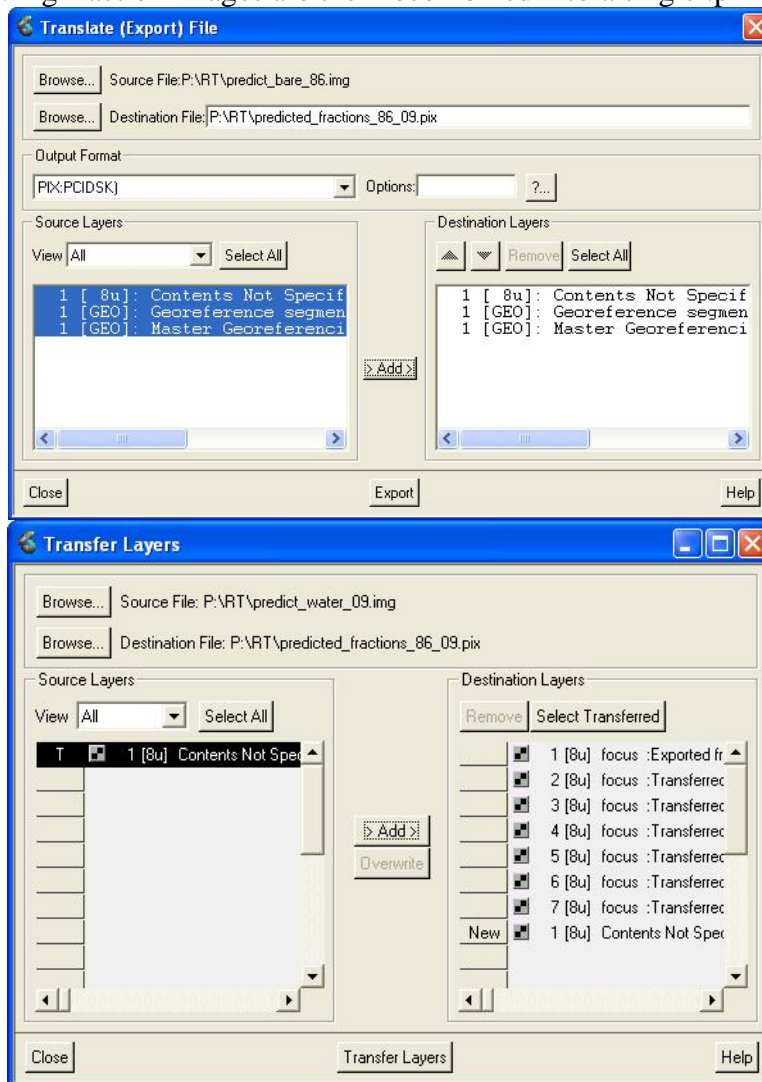 Translate (Export) File
Browse... Source File:P:\RT\predict_bare_86.img
Browse... Destination File: P:\RT\predicted_fractions_86_09.pix
Output Format
PIX:PCIDSK) Options: ?...
Source Layers Destination Layers
View All Select All Remove Select All
1 [ 8u]: Contents Not Specif 1 [ 8u]: Contents Not Specif
1 [GEO]: Georeference segmen 1 [GEO]: Georeference segmen
1 [GEO]: Master Georeferenci 1 [GEO]: Master Georeferenci
> Add >
Close Export Help
Transfer Layers
Browse... Source File: P:\RT\predict_water_09.img
Browse... Destination File: P:\RT\predicted_fractions_86_09.pix
Source Layers Destination Layers
View All Select All Remove Select Transferred
T 1 [8u] Contents Not Spec 1 [8u] focus :Exported fr
2 [8u] focus :Transferrec
3 [8u] focus :Transferrec
> Add > 4 [8u] focus :Transferrec
Overwrite 5 [8u] focus :Transferrec
6 [8u] focus :Transferrec
7 [8u] focus :Transferrec
New 1 [8u] Contents Not Spec
Close Transfer Layers Help